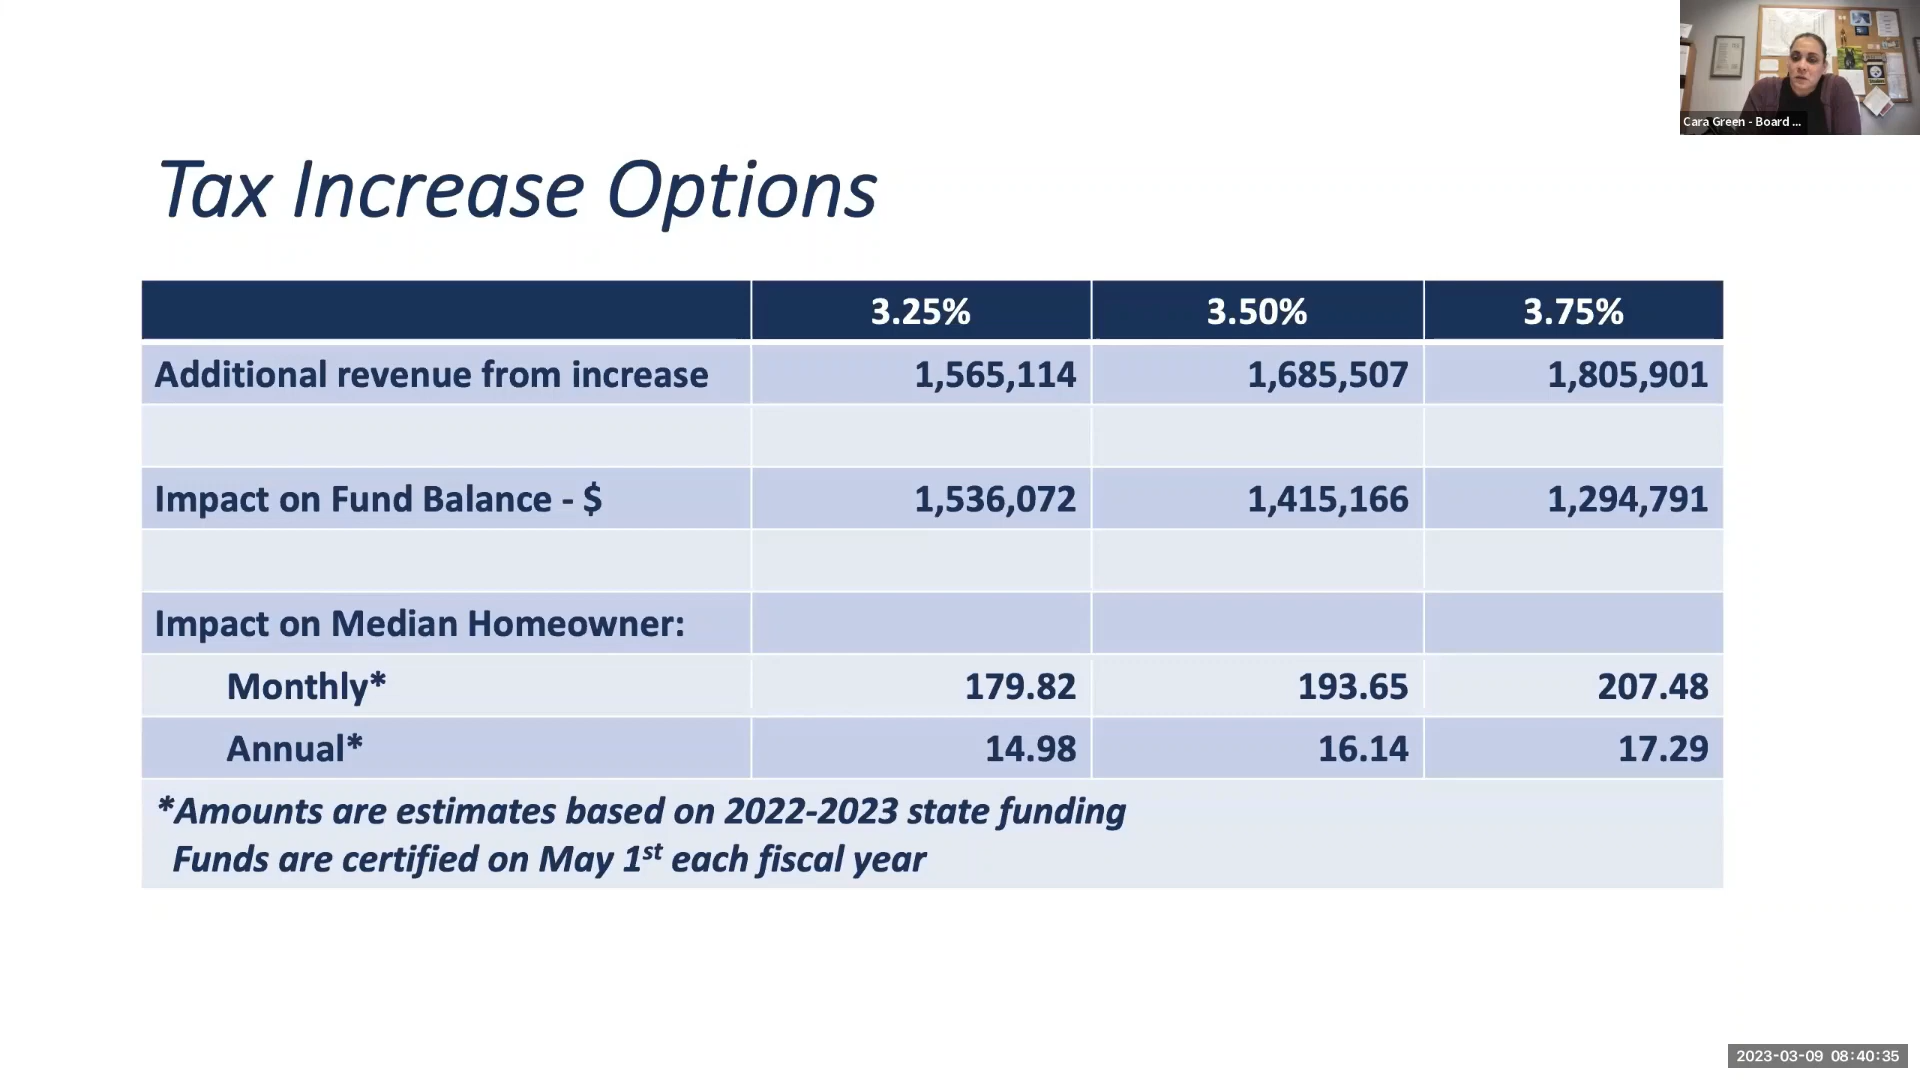 Cara Green - Board ...
Tax Increase Options
3.25% 3.50% 3.75%
Additional revenue from increase 1,565,114 1,685,507 1,805,901
Impact on Fund Balance - $ 1,536,072 1,415,166 1,294,791
Impact on Median Homeowner:
Monthly* 179.82 193.65 207.48
Annual* 14.98 16.14 17.29
*Amounts are estimates based on 2022-2023 state funding
Funds are certified on May 1st each fiscal year
2023-03-09 08:40:35